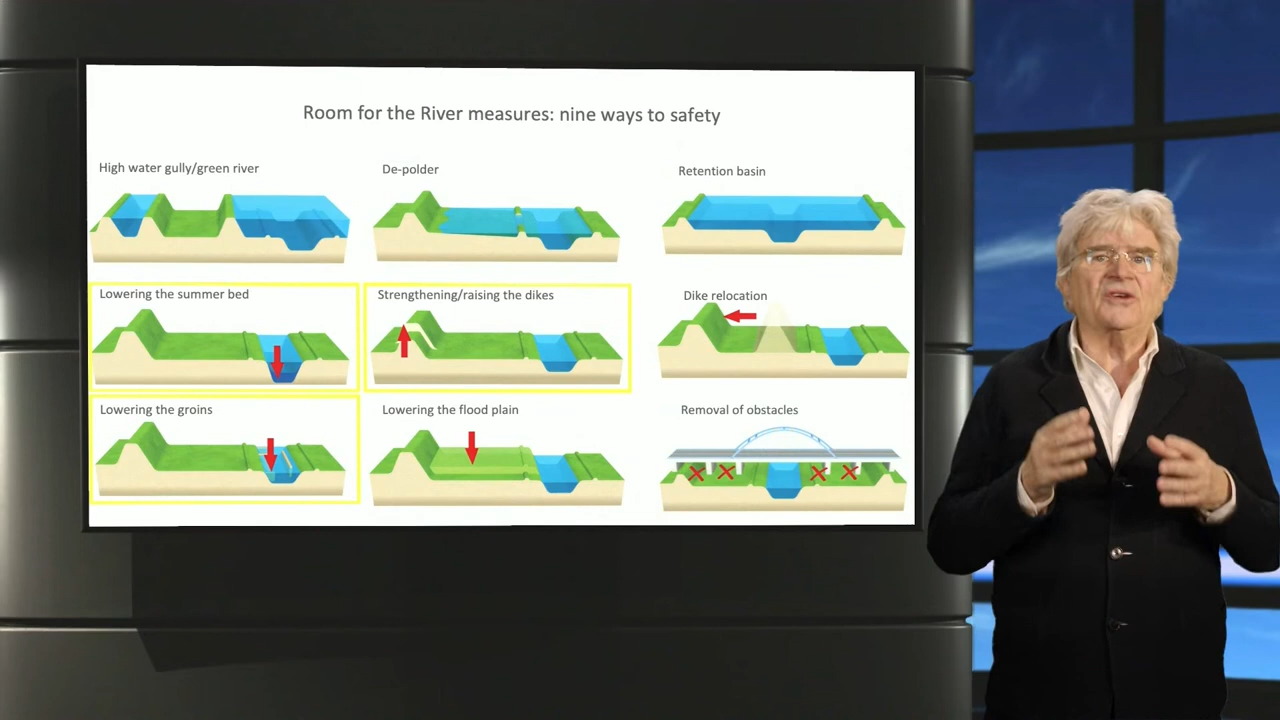 Room for the River measures: nine ways to safety
High water gully/green river
De-polder
Retention basin
Lowering the summer bed
Strengthening/raising the dikes
Dike relocation
Lowering the groins
Lowering the flood plain
Removal of obstacles